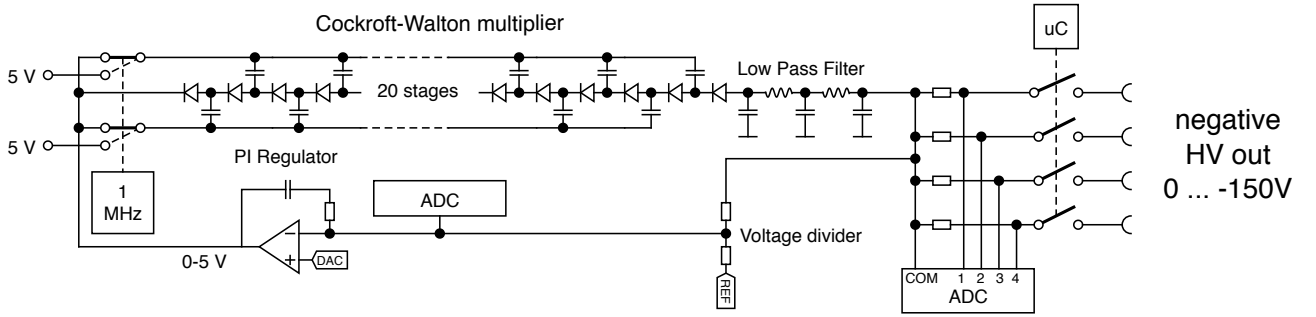 Cockroft-Walton multiplier
uC
5 V
20 stages
Low Pass Filter
5 V
negative
HV out
0 ... -150V
PI Regulator
1
MHz
ADC
Voltage divider
0-5 V
DAC
REF
COM 1 2 3 4
ADC